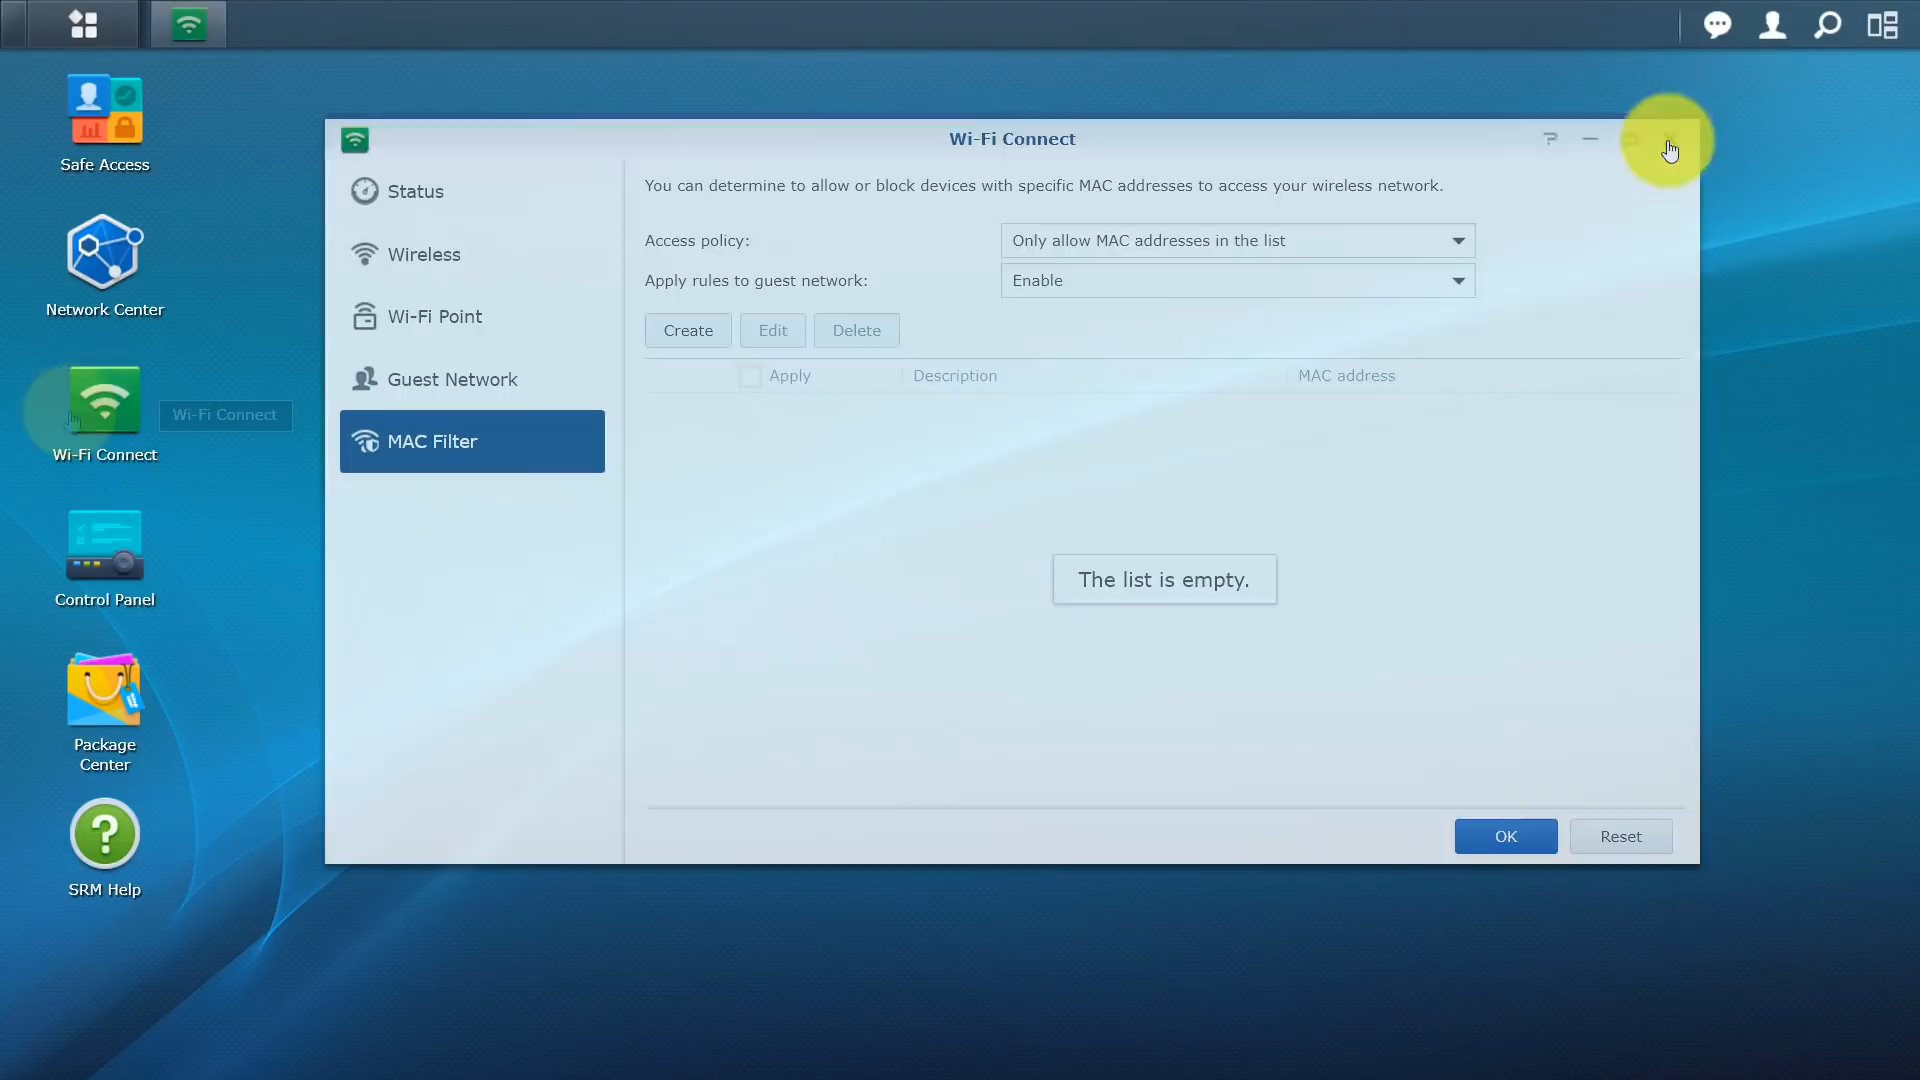 Safe Access
Network Center
Wi-Fi Connect
Wi-Fi Connect
Control Panel
Package
Center
SRM Help
Wi-Fi Connect
Status
Wireless
Wi-Fi Point
Guest Network
MAC Filter
You can determine to allow or block devices with specific MAC addresses to access your wireless network.
Access policy: Only allow MAC addresses in the list
Apply rules to guest network: Enable
Create Edit Delete
Apply Description MAC address
The list is empty.
OK Reset